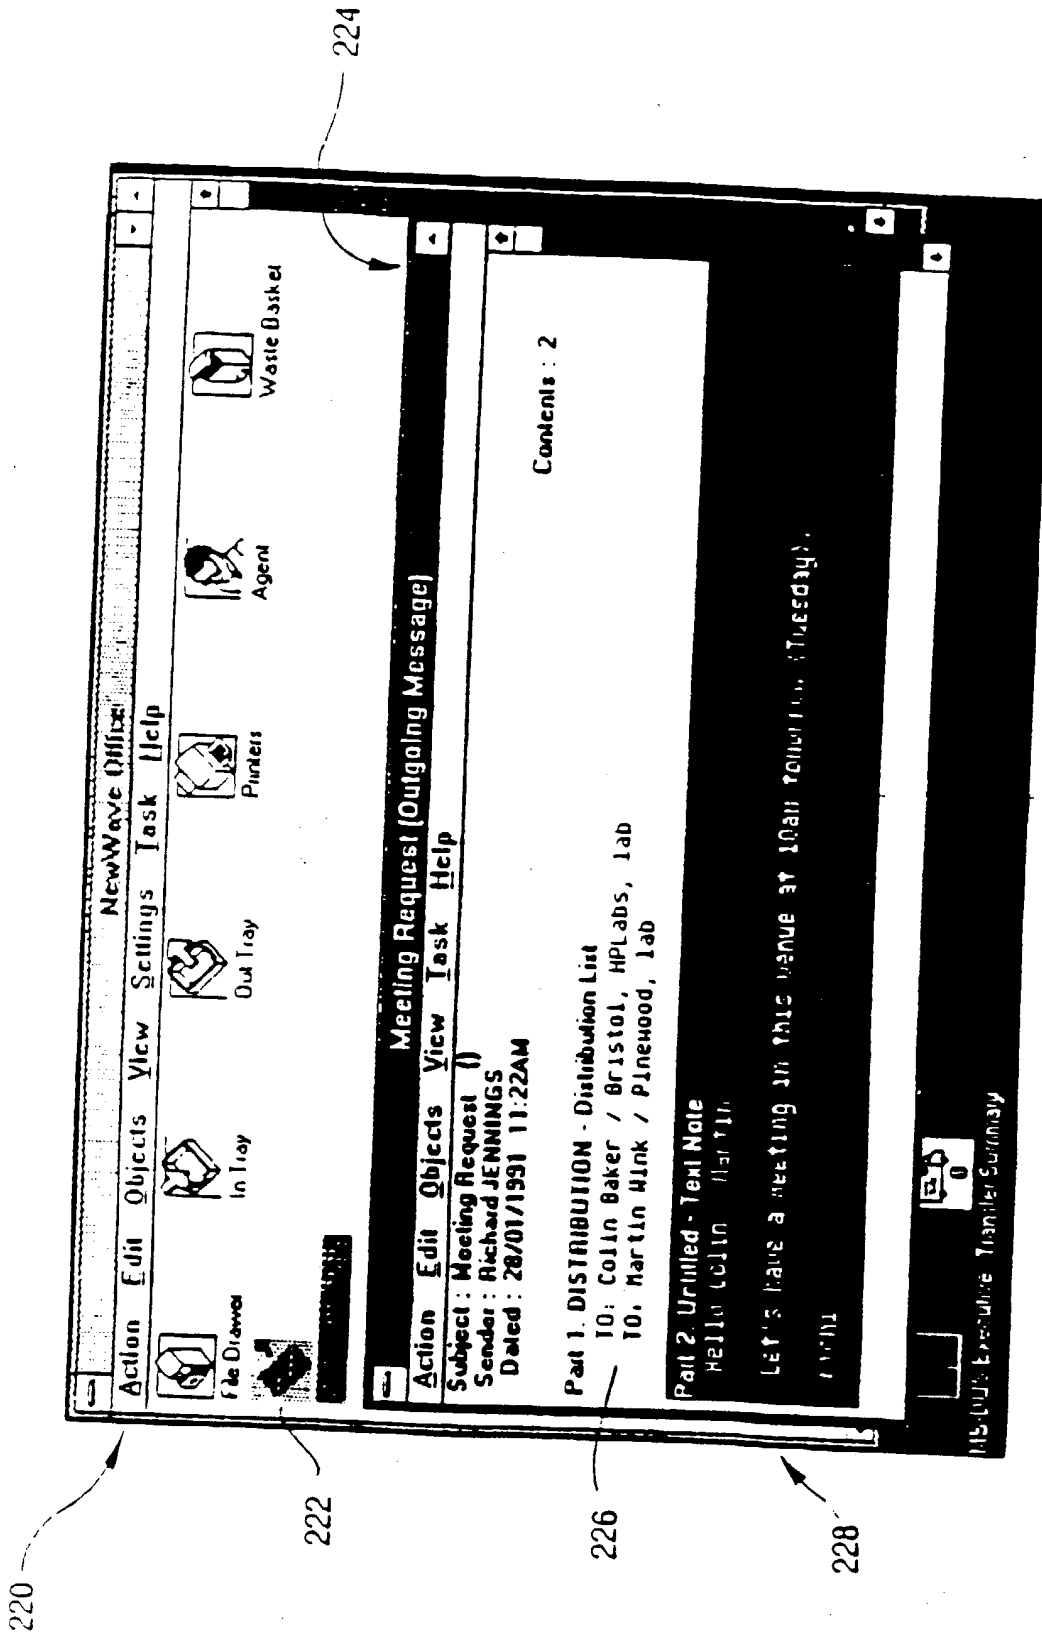 220
NewWave Office
Action Edit Objects View Settings Task Help
File Drawer In Tray Out Tray Printers Agent Waste Basket
222
224
Meeting Request (Outgoing Message)
Action Edit Objects View Task Help
Subject : Meeting Request ()
Sender : Richard JENNINGS
Dated : 28/01/1991 11:22AM
Contents : 2
Part 1. DISTRIBUTION - Distribution List
TO: Colin Baker / Bristol, HPLabs, lab
TO: Martin Wink / Pinewood, lab
226
Part 2. Untitled - Text Note
Hello Colin Martin
Let's have a meeting in this venue at 10am (Tuesday).
228
0
MS-DOS Executive Transfer Summary